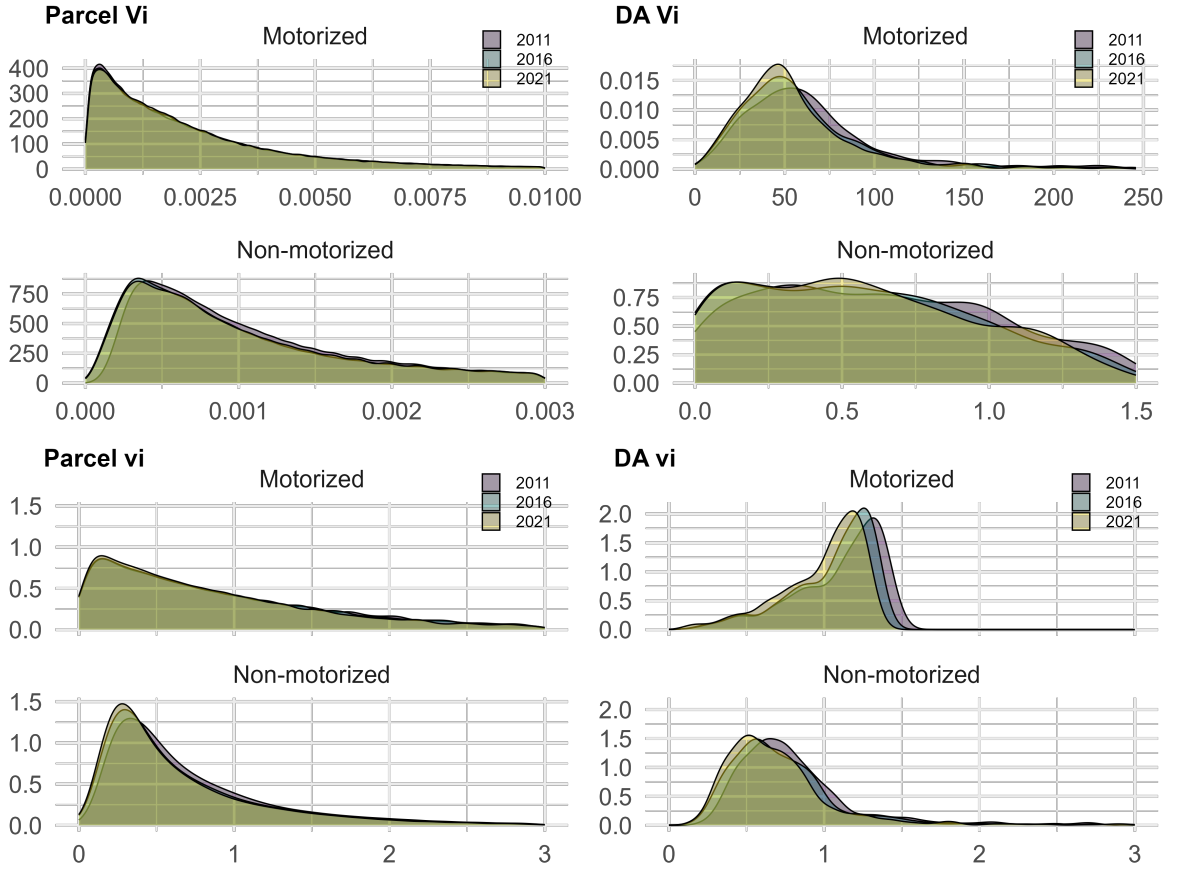 Parcel Vi
Motorized
2011
2016
2021
400
300
200
100
0
0.0000 0.0025 0.0050 0.0075 0.0100
Non-motorized
750
500
250
0
0.000 0.001 0.002 0.003
DA Vi
Motorized
2011
2016
2021
0.015
0.010
0.005
0.000
0 50 100 150 200 250
Non-motorized
0.75
0.50
0.25
0.00
0.0 0.5 1.0 1.5
Parcel vi
Motorized
2011
2016
2021
1.5
1.0
0.5
0.0
Non-motorized
1.5
1.0
0.5
0.0
0 1 2 3
DA vi
Motorized
2011
2016
2021
2.0
1.5
1.0
0.5
0.0
Non-motorized
2.0
1.5
1.0
0.5
0.0
0 1 2 3